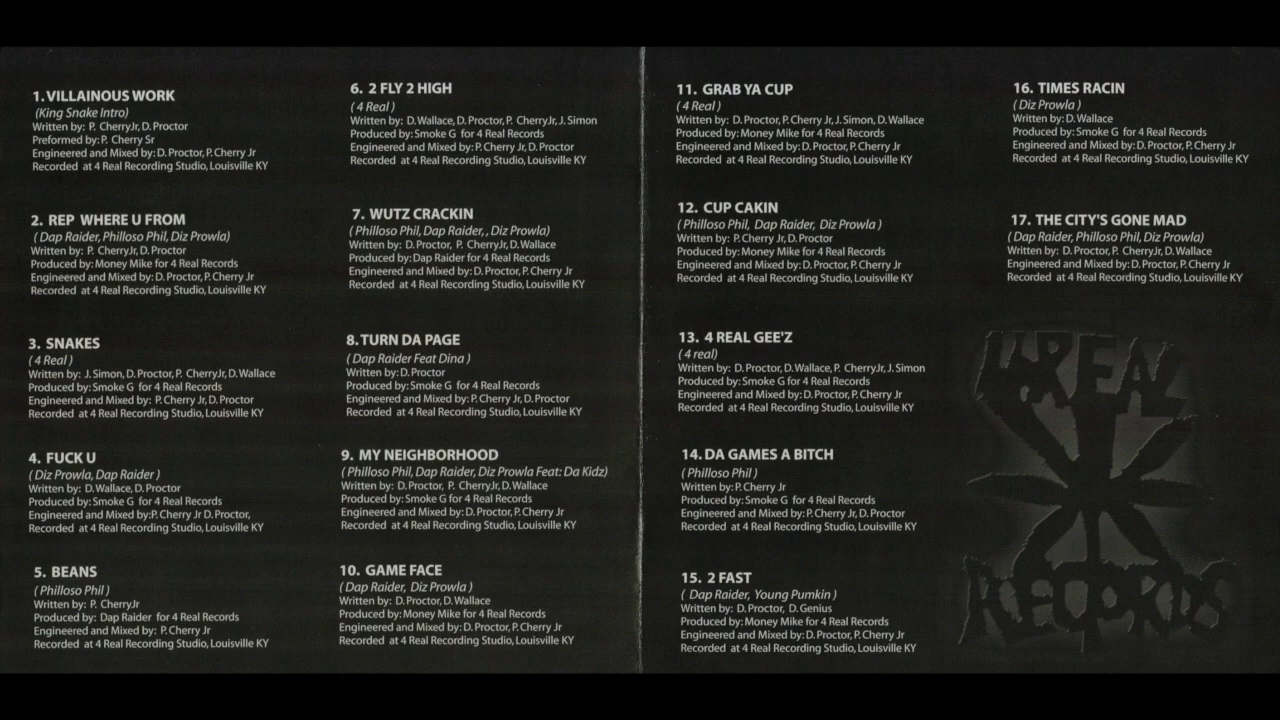 1. VILLAINOUS WORK
(King Snake Intro)
Written by: P. CherryJr, D. Proctor
Preformed by: P. Cherry Sr
Engineered and Mixed by: D. Proctor, P. Cherry Jr
Recorded at 4 Real Recording Studio, Louisville KY
2. REP WHERE U FROM
( Dap Raider, Philloso Phil, Diz Prowla)
Written by: P. CherryJr, D. Proctor
Produced by: Money Mike for 4 Real Records
Engineered and Mixed by: D. Proctor, P. Cherry Jr
Recorded at 4 Real Recording Studio, Louisville KY
3. SNAKES
( 4 Real )
Written by: J. Simon, D. Proctor, P. CherryJr, D. Wallace
Produced by: Smoke G for 4 Real Records
Engineered and Mixed by: P. Cherry Jr, D. Proctor
Recorded at 4 Real Recording Studio, Louisville KY
4. FUCK U
( Diz Prowla, Dap Raider )
Written by: D. Wallace, D. Proctor
Produced by: Smoke G for 4 Real Records
Engineered and Mixed by: P. Cherry Jr D. Proctor,
Recorded at 4 Real Recording Studio, Louisville KY
5. BEANS
( Philloso Phil )
Written by: P. CherryJr
Produced by: Dap Raider for 4 Real Records
Engineered and Mixed by: P. Cherry Jr
Recorded at 4 Real Recording Studio, Louisville KY
6. 2 FLY 2 HIGH
( 4 Real )
Written by: D. Wallace, D. Proctor, P. CherryJr, J. Simon
Produced by: Smoke G for 4 Real Records
Engineered and Mixed by: P. Cherry Jr, D. Proctor
Recorded at 4 Real Recording Studio, Louisville KY
7. WUTZ CRACKIN
( Philloso Phil, Dap Raider, , Diz Prowla)
Written by: D. Proctor, P. CherryJr, D. Wallace
Produced by: Dap Raider for 4 Real Records
Engineered and Mixed by: D. Proctor, P. Cherry Jr
Recorded at 4 Real Recording Studio, Louisville KY
8. TURN DA PAGE
( Dap Raider Feat Dina )
Written by: D. Proctor
Produced by: Smoke G for 4 Real Records
Engineered and Mixed by: P. Cherry Jr, D. Proctor
Recorded at 4 Real Recording Studio, Louisville KY
9. MY NEIGHBORHOOD
( Philloso Phil, Dap Raider, Diz Prowla Feat: Da Kidz)
Written by: D. Proctor, P. CherryJr, D. Wallace
Produced by: Smoke G for 4 Real Records
Engineered and Mixed by: D. Proctor, P. Cherry Jr
Recorded at 4 Real Recording Studio, Louisville KY
10. GAME FACE
( Dap Raider, Diz Prowla )
Written by: D. Proctor, D. Wallace
Produced by: Money Mike for 4 Real Records
Engineered and Mixed by: D. Proctor, P. Cherry Jr
Recorded at 4 Real Recording Studio, Louisville KY
11. GRAB YA CUP
( 4 Real )
Written by: D. Proctor, P. CherryJr, J. Simon, D. Wallace
Produced by: Money Mike for 4 Real Records
Engineered and Mixed by: D. Proctor, P. Cherry Jr
Recorded at 4 Real Recording Studio, Louisville KY
12. CUP CAKIN
( Philloso Phil, Dap Raider, Diz Prowla )
Written by: P. Cherry Jr, D. Proctor
Produced by: Money Mike for 4 Real Records
Engineered and Mixed by: D. Proctor, P. Cherry Jr
Recorded at 4 Real Recording Studio, Louisville KY
13. 4 REAL GEE'Z
( 4 real)
Written by: D. Proctor, D. Wallace, P. CherryJr, J. Simon
Produced by: Smoke G for 4 Real Records
Engineered and Mixed by: D. Proctor, P. Cherry Jr
Recorded at 4 Real Recording Studio, Louisville KY
14. DA GAMES A BITCH
( Philloso Phil )
Written by: P. Cherry Jr
Produced by: Smoke G for 4 Real Records
Engineered and Mixed by: P. Cherry Jr, D. Proctor
Recorded at 4 Real Recording Studio, Louisville KY
15. 2 FAST
( Dap Raider, Young Pumkin )
Written by: D. Proctor, D. Genius
Produced by: Money Mike for 4 Real Records
Engineered and Mixed by: D. Proctor, P. Cherry Jr
Recorded at 4 Real Recording Studio, Louisville KY
16. TIMES RACIN
( Diz Prowla )
Written by: D. Wallace
Produced by: Smoke G for 4 Real Records
Engineered and Mixed by: D. Proctor, P. Cherry Jr
Recorded at 4 Real Recording Studio, Louisville KY
17. THE CITY'S GONE MAD
( Dap Raider, Philloso Phil, Diz Prowla)
Written by: D. Proctor, P. CherryJr, D. Wallace
Produced by: Smoke G for 4 Real Records
Engineered and Mixed by: D. Proctor, P. Cherry Jr
Recorded at 4 Real Recording Studio, Louisville KY
4 REAL
RECORDS